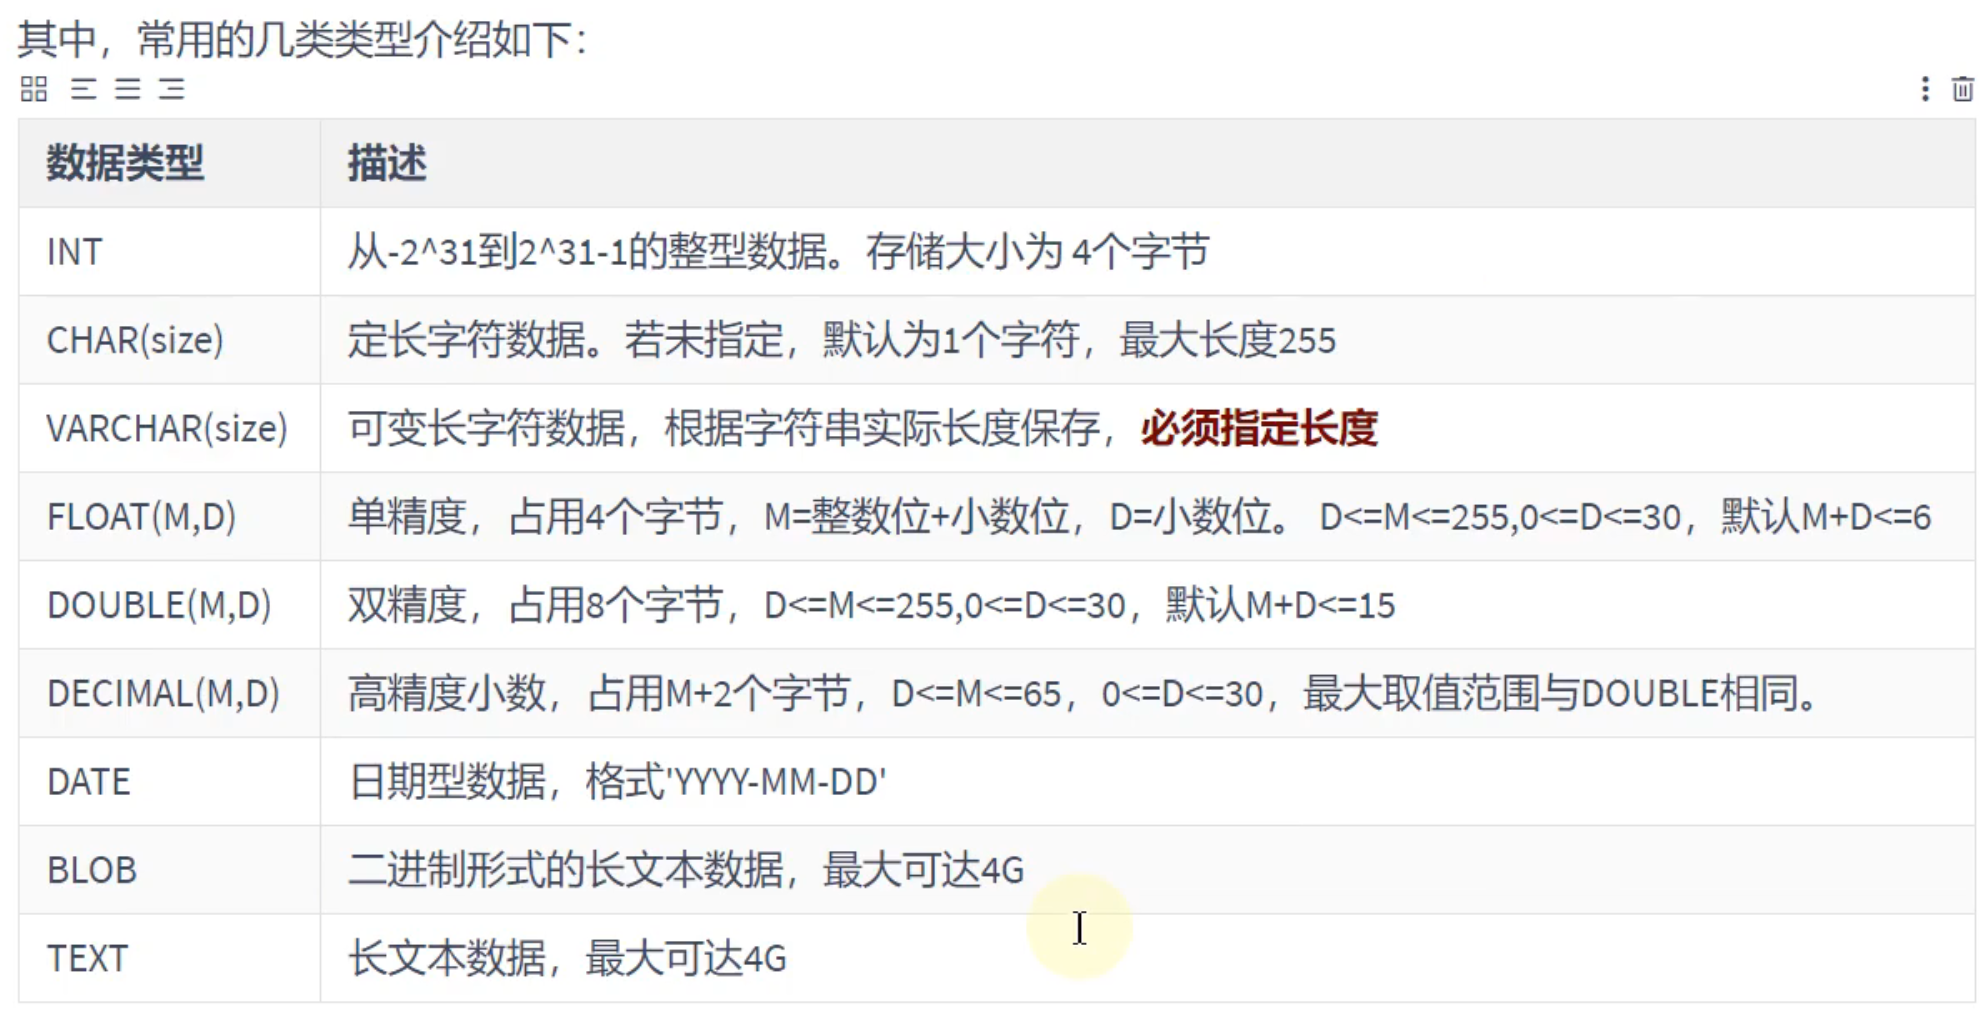 其中，常用的几类类型介绍如下：
数据类型 描述
INT 从-2^31到2^31-1的整型数据。存储大小为 4个字节
CHAR(size) 定长字符数据。若未指定，默认为1个字符，最大长度255
VARCHAR(size) 可变长字符数据，根据字符串实际长度保存，必须指定长度
FLOAT(M,D) 单精度，占用4个字节，M=整数位+小数位，D=小数位。 D<=M<=255,0<=D<=30，默认M+D<=6
DOUBLE(M,D) 双精度，占用8个字节，D<=M<=255,0<=D<=30，默认M+D<=15
DECIMAL(M,D) 高精度小数，占用M+2个字节，D<=M<=65，0<=D<=30，最大取值范围与DOUBLE相同。
DATE 日期型数据，格式'YYYY-MM-DD'
BLOB 二进制形式的长文本数据，最大可达4G
TEXT 长文本数据，最大可达4G